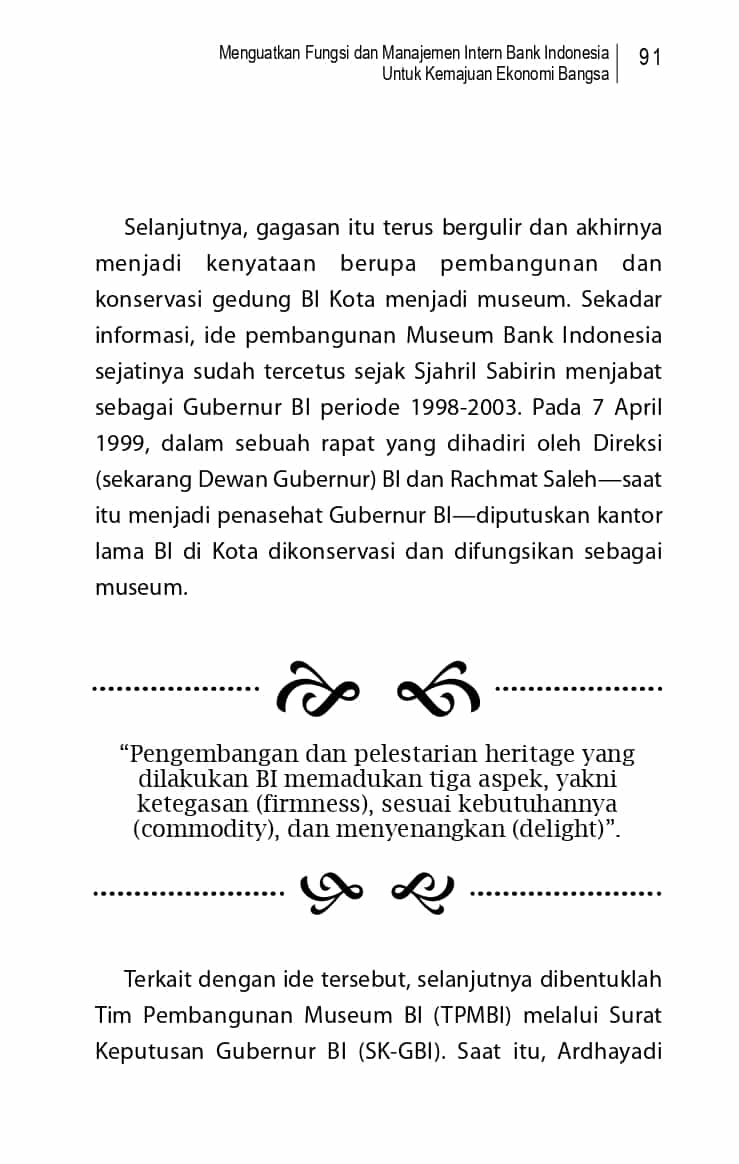 Menguatkan Fungsi dan Manajemen Intern Bank Indonesia
Untuk Kemajuan Ekonomi Bangsa
91
Selanjutnya, gagasan itu terus bergulir dan akhirnya
menjadi kenyataan berupa pembangunan dan
konservasi gedung BI Kota menjadi museum. Sekadar
informasi, ide pembangunan Museum Bank Indonesia
sejatinya sudah tercetus sejak Sjahril Sabirin menjabat
sebagai Gubernur BI periode 1998-2003. Pada 7 April
1999, dalam sebuah rapat yang dihadiri oleh Direksi
(sekarang Dewan Gubernur) BI dan Rachmat Saleh—saat
itu menjadi penasehat Gubernur BI—diputuskan kantor
lama BI di Kota dikonservasi dan difungsikan sebagai
museum.
“Pengembangan dan pelestarian heritage yang
dilakukan BI memadukan tiga aspek, yakni
ketegasan (firmness), sesuai kebutuhannya
(commodity), dan menyenangkan (delight)”.
Terkait dengan ide tersebut, selanjutnya dibentuklah
Tim Pembangunan Museum BI (TPMBI) melalui Surat
Keputusan Gubernur BI (SK-GBI). Saat itu, Ardhayadi